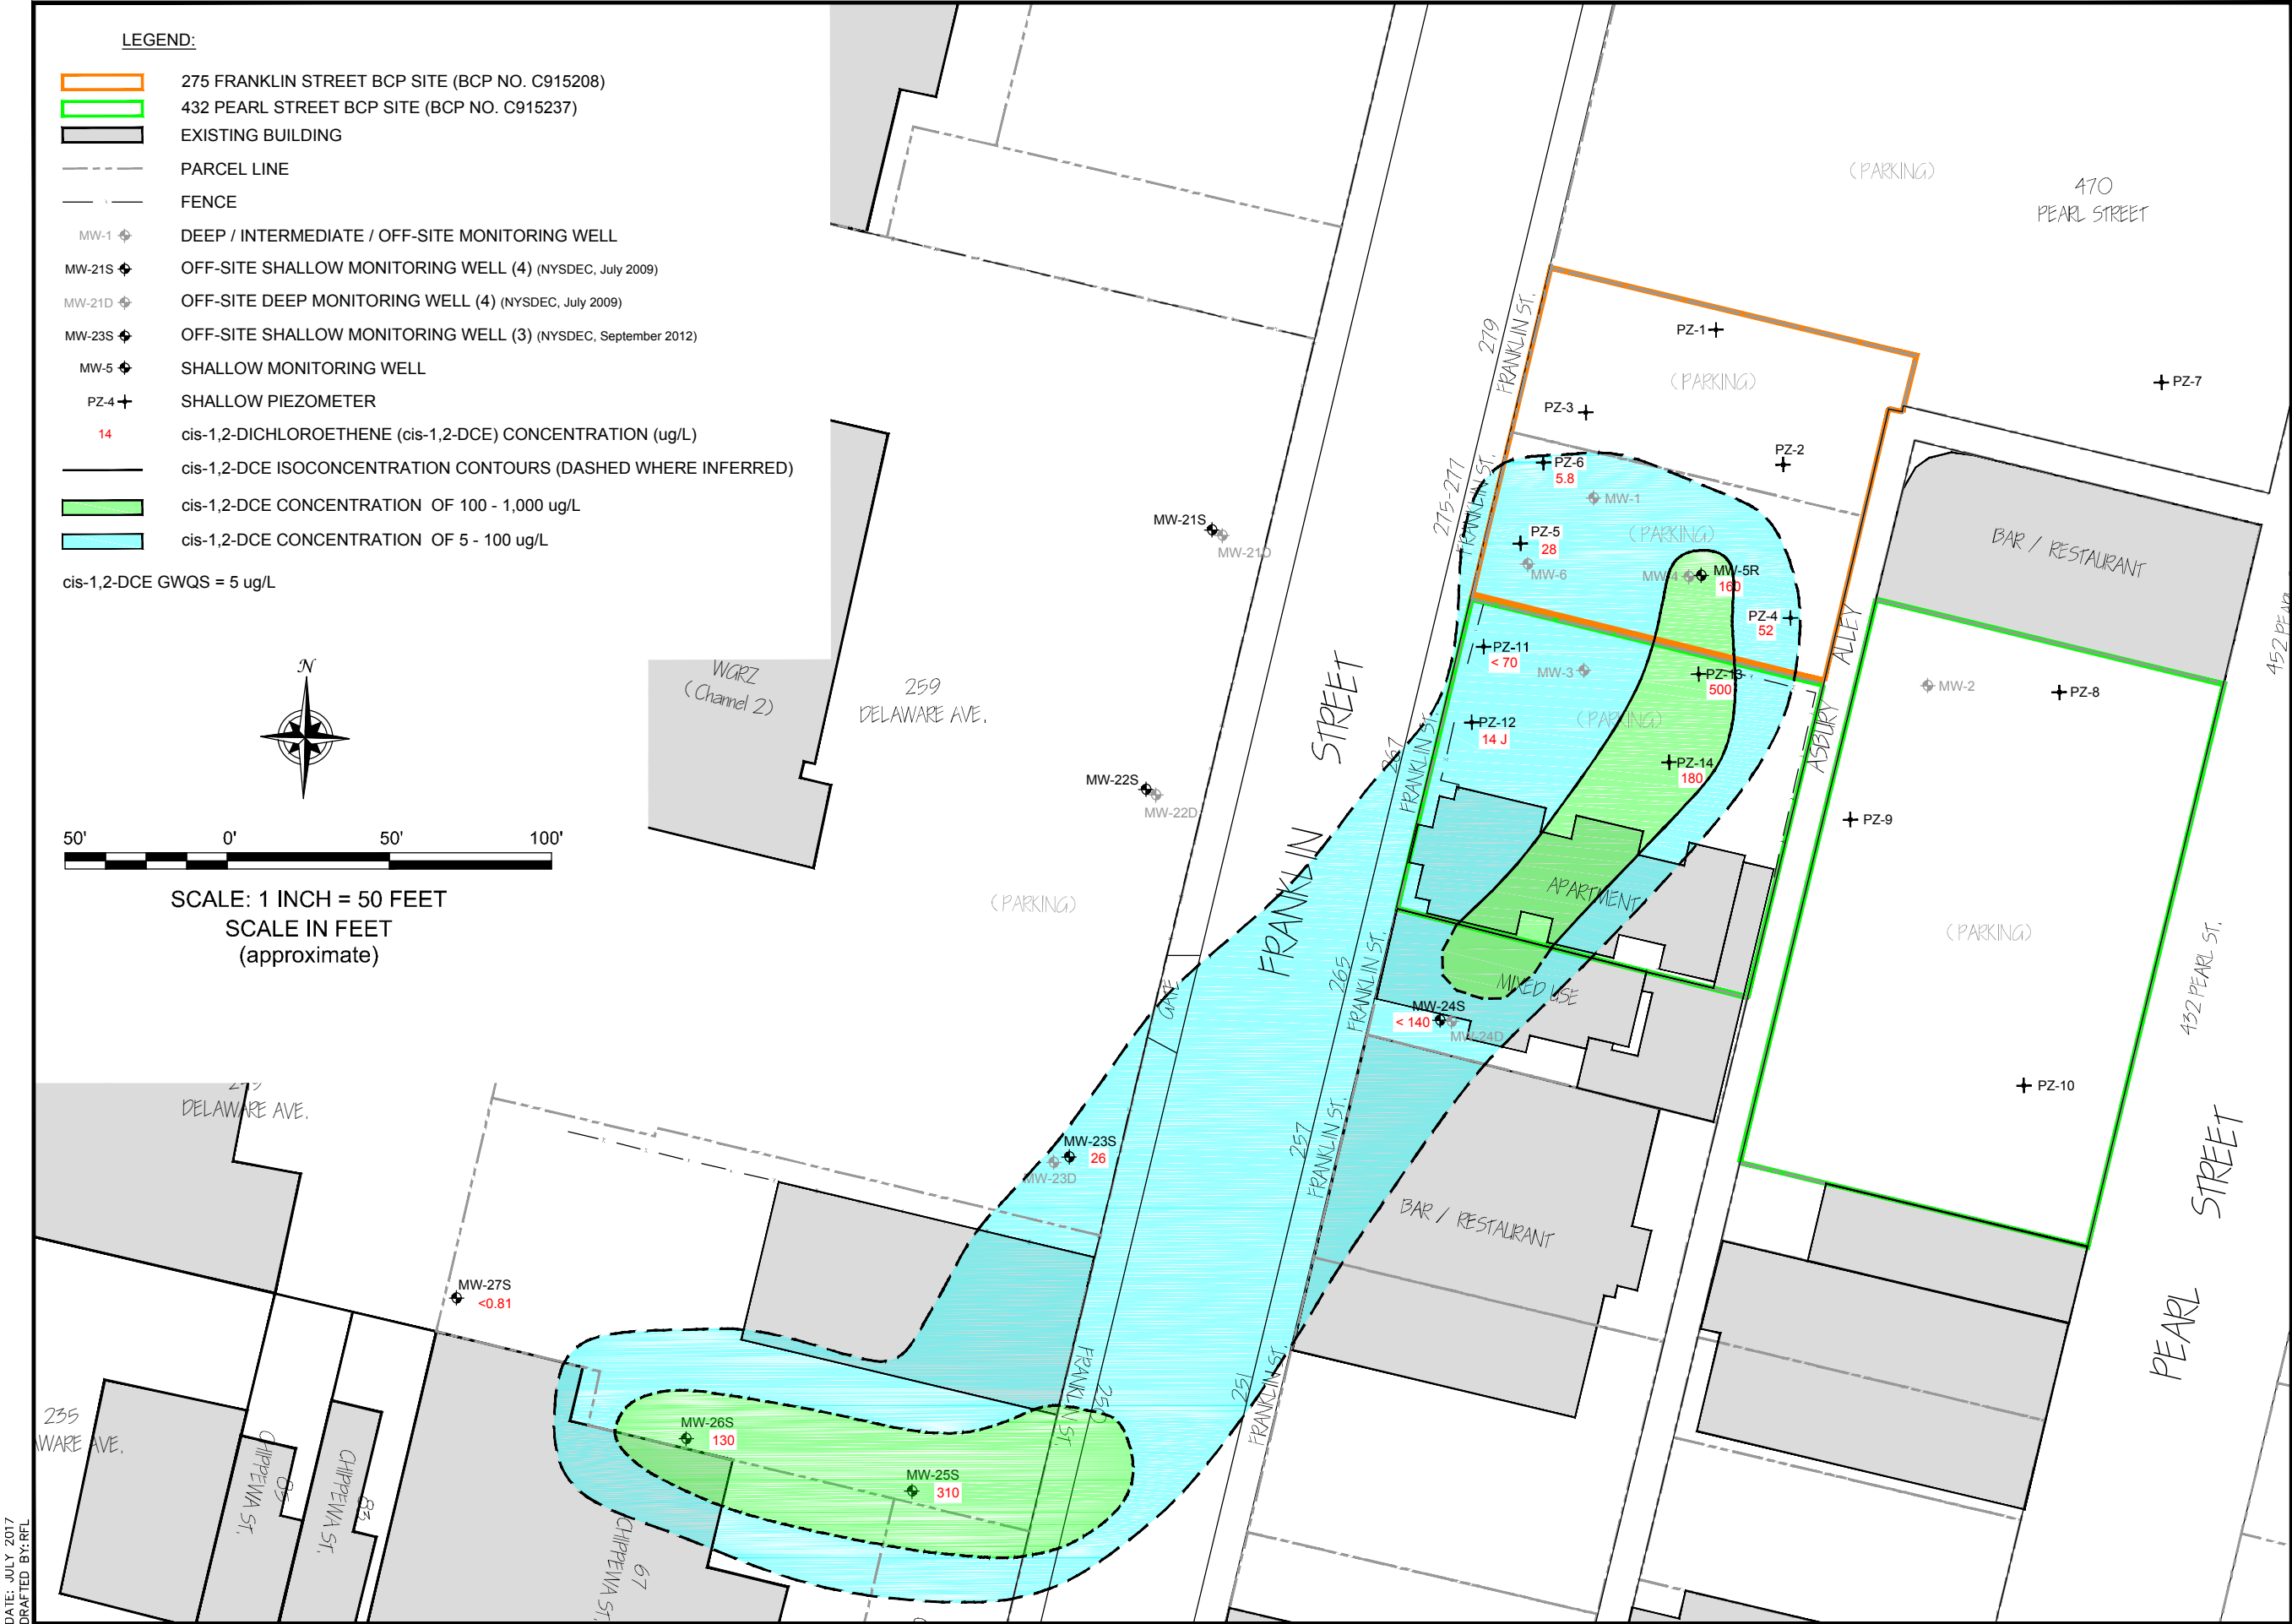 LEGEND:
275 FRANKLIN STREET BCP SITE (BCP NO. C915208)
432 PEARL STREET BCP SITE (BCP NO. C915237)
EXISTING BUILDING
PARCEL LINE
FENCE
MW-1 DEEP / INTERMEDIATE / OFF-SITE MONITORING WELL
MW-21S OFF-SITE SHALLOW MONITORING WELL (4) (NYSDEC, July 2009)
MW-21D OFF-SITE DEEP MONITORING WELL (4) (NYSDEC, July 2009)
MW-23S OFF-SITE SHALLOW MONITORING WELL (3) (NYSDEC, September 2012)
MW-5 SHALLOW MONITORING WELL
PZ-4 SHALLOW PIEZOMETER
14 cis-1,2-DICHLOROETHENE (cis-1,2-DCE) CONCENTRATION (ug/L)
cis-1,2-DCE ISOCONCENTRATION CONTOURS (DASHED WHERE INFERRED)
cis-1,2-DCE CONCENTRATION OF 100 - 1,000 ug/L
cis-1,2-DCE CONCENTRATION OF 5 - 100 ug/L
cis-1,2-DCE GWQS = 5 ug/L
N
50' 0' 50' 100'
SCALE: 1 INCH = 50 FEET
SCALE IN FEET
(approximate)
(PARKING)
470
PEARL STREET
279
FRANKLIN ST.
PZ-1
(PARKING)
PZ-7
PZ-3
PZ-2
275-277
FRANKLIN ST.
PZ-6
5.8
MW-1
PZ-5
28
(PARKING)
MW-6
MW-4
MW-5R
160
PZ-4
52
BAR / RESTAURANT
452 PEARL
MW-21S
MW-21D
WGRZ
(Channel 2)
259
DELAWARE AVE.
PZ-11
< 70
MW-3
PZ-13
500
(PARKING)
PZ-12
14 J
PZ-14
180
ASBURY ALLEY
MW-2
PZ-8
PZ-9
267
FRANKLIN ST.
MW-22S
MW-22D
(PARKING)
FRANKLIN STREET
APARTMENT
(PARKING)
432 PEARL ST.
265
FRANKLIN ST.
MIXED USE
GATE
MW-24S
< 140
MW-24D
PZ-10
DELAWARE AVE.
MW-23S
26
MW-23D
257
FRANKLIN ST.
BAR / RESTAURANT
PEARL STREET
MW-27S
<0.81
251
FRANKLIN ST.
250
FRANKLIN ST.
MW-26S
130
MW-25S
310
235
WARE AVE.
85
CHIPPEWA ST.
83
CHIPPEWA ST.
67
CHIPPEWA ST.
DATE: JULY 2017
DRAFTED BY:RFL